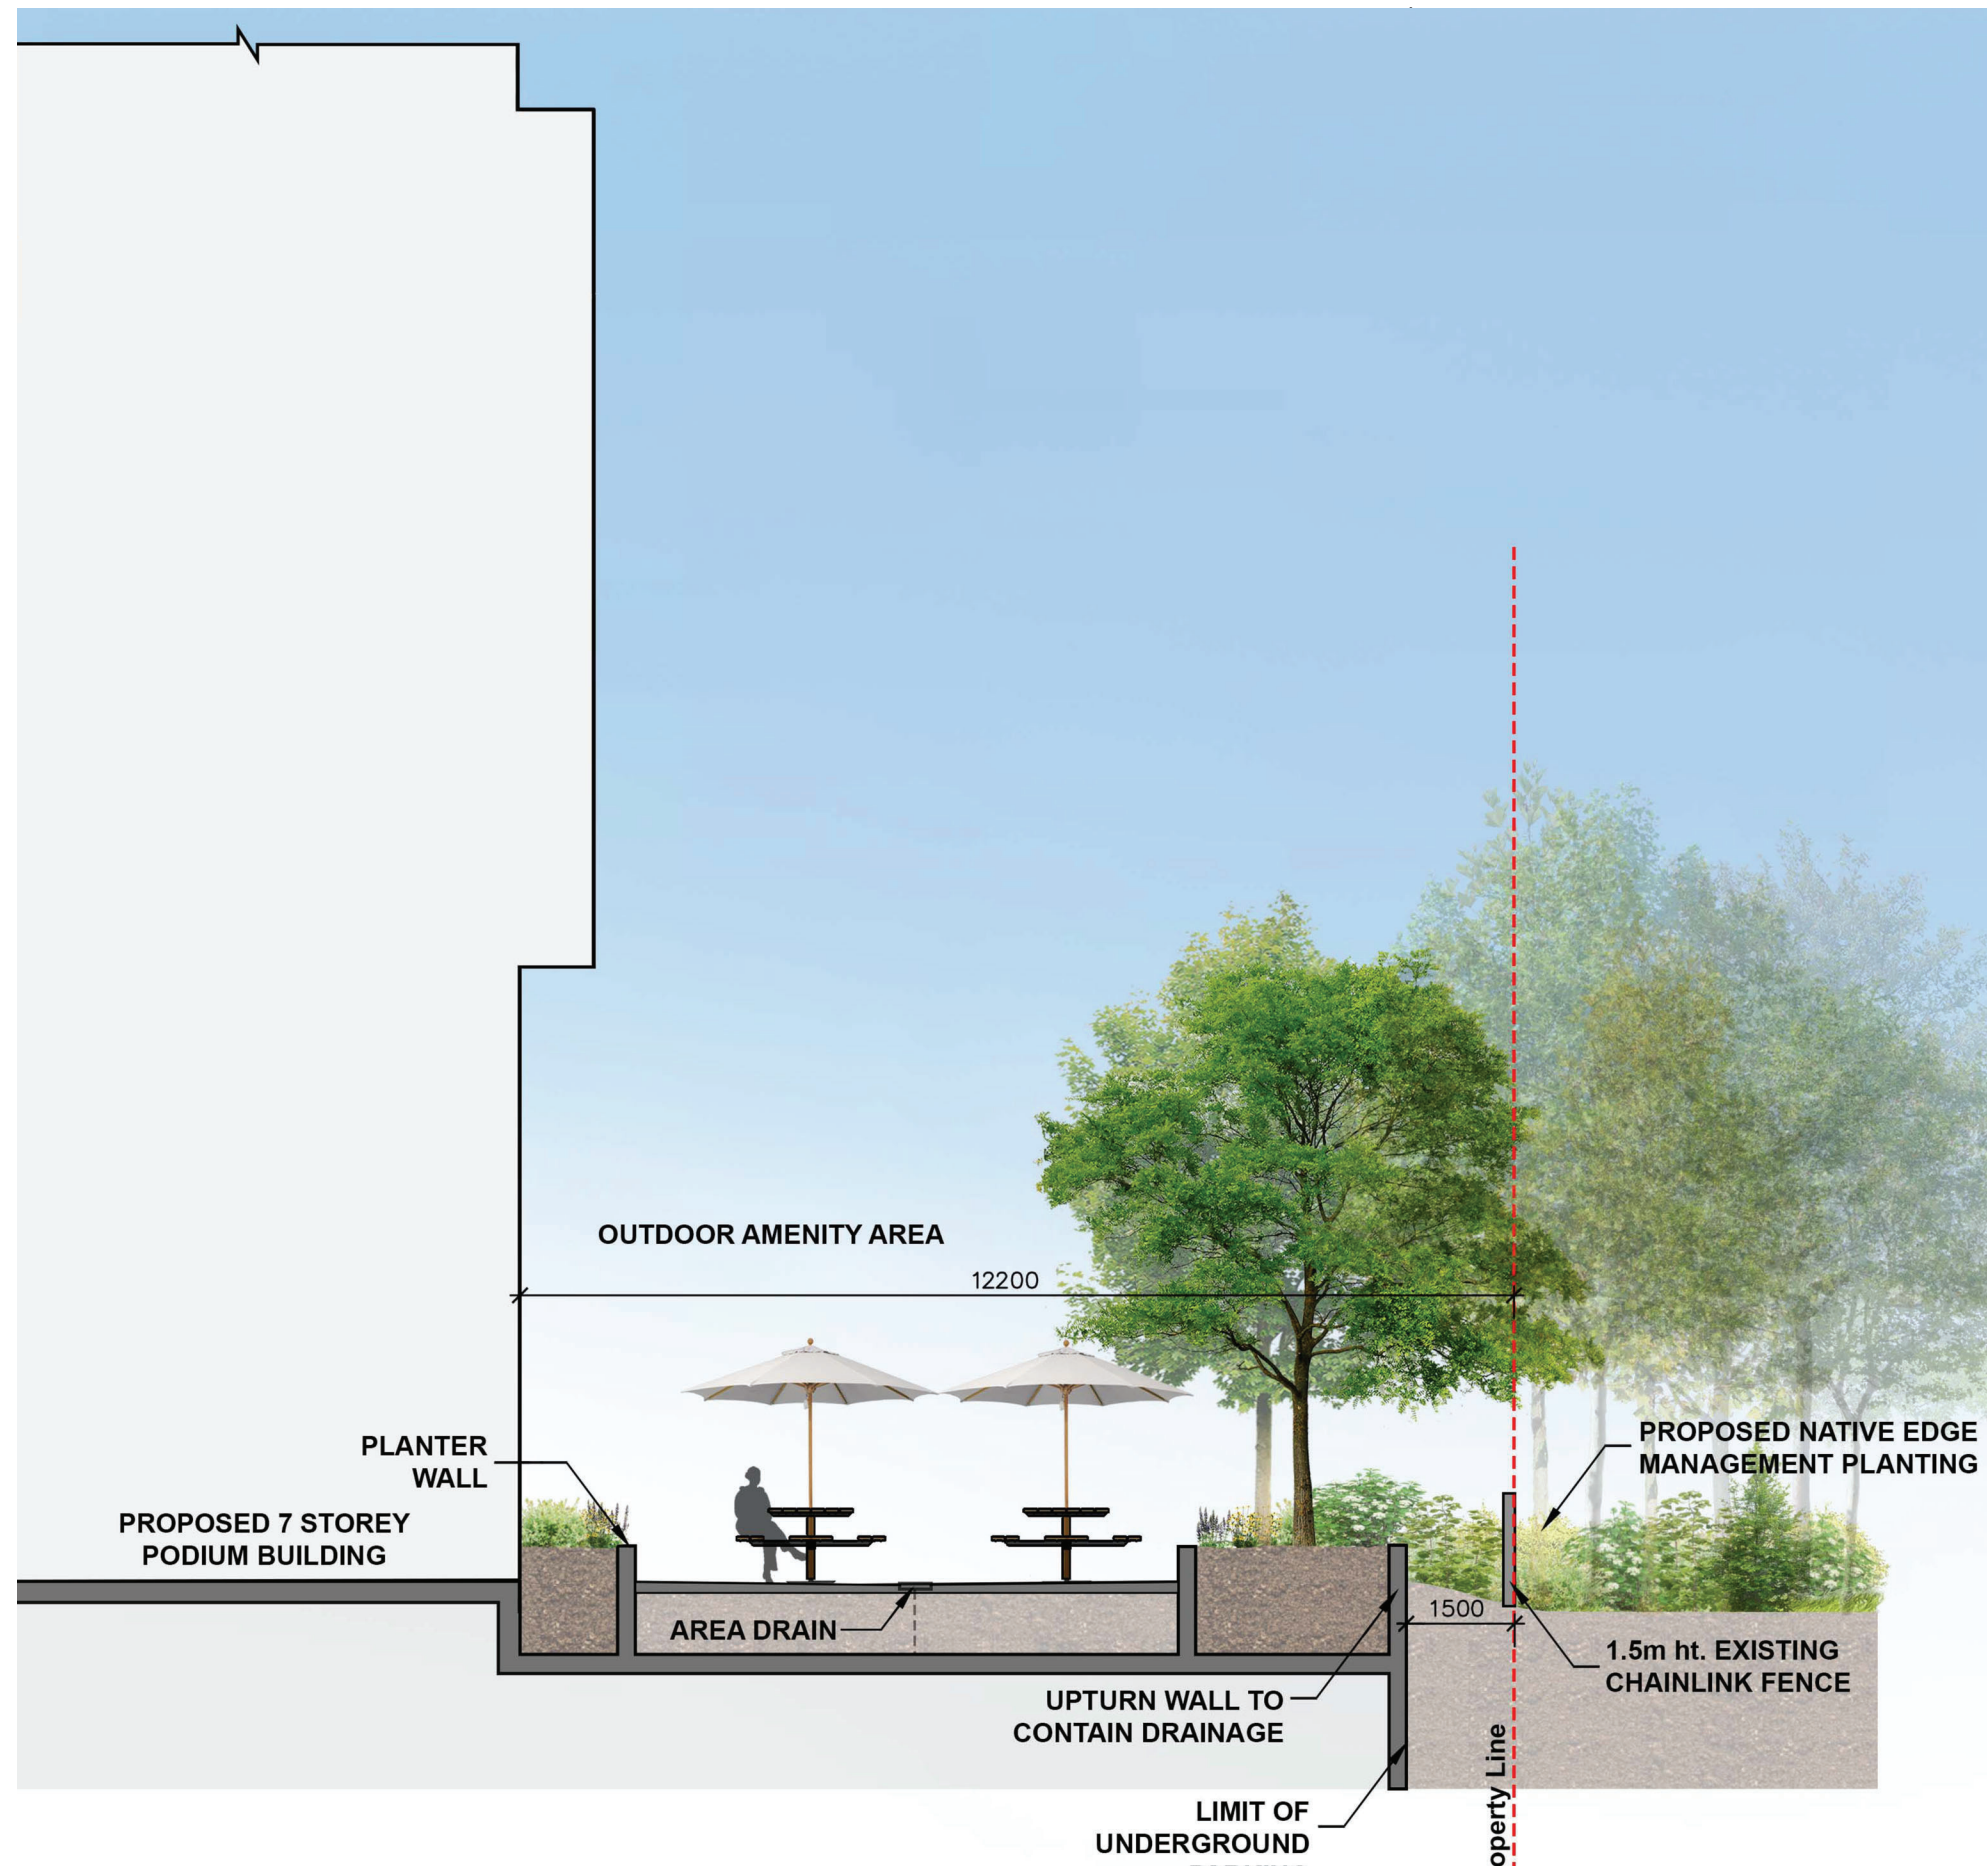 OUTDOOR AMENITY AREA
12200
PLANTER
WALL
PROPOSED NATIVE EDGE
MANAGEMENT PLANTING
PROPOSED 7 STOREY
PODIUM BUILDING
1500
AREA DRAIN
1.5m ht. EXISTING
CHAINLINK FENCE
UPTURN WALL TO
CONTAIN DRAINAGE
Line
LIMIT OF
UNDERGROUND